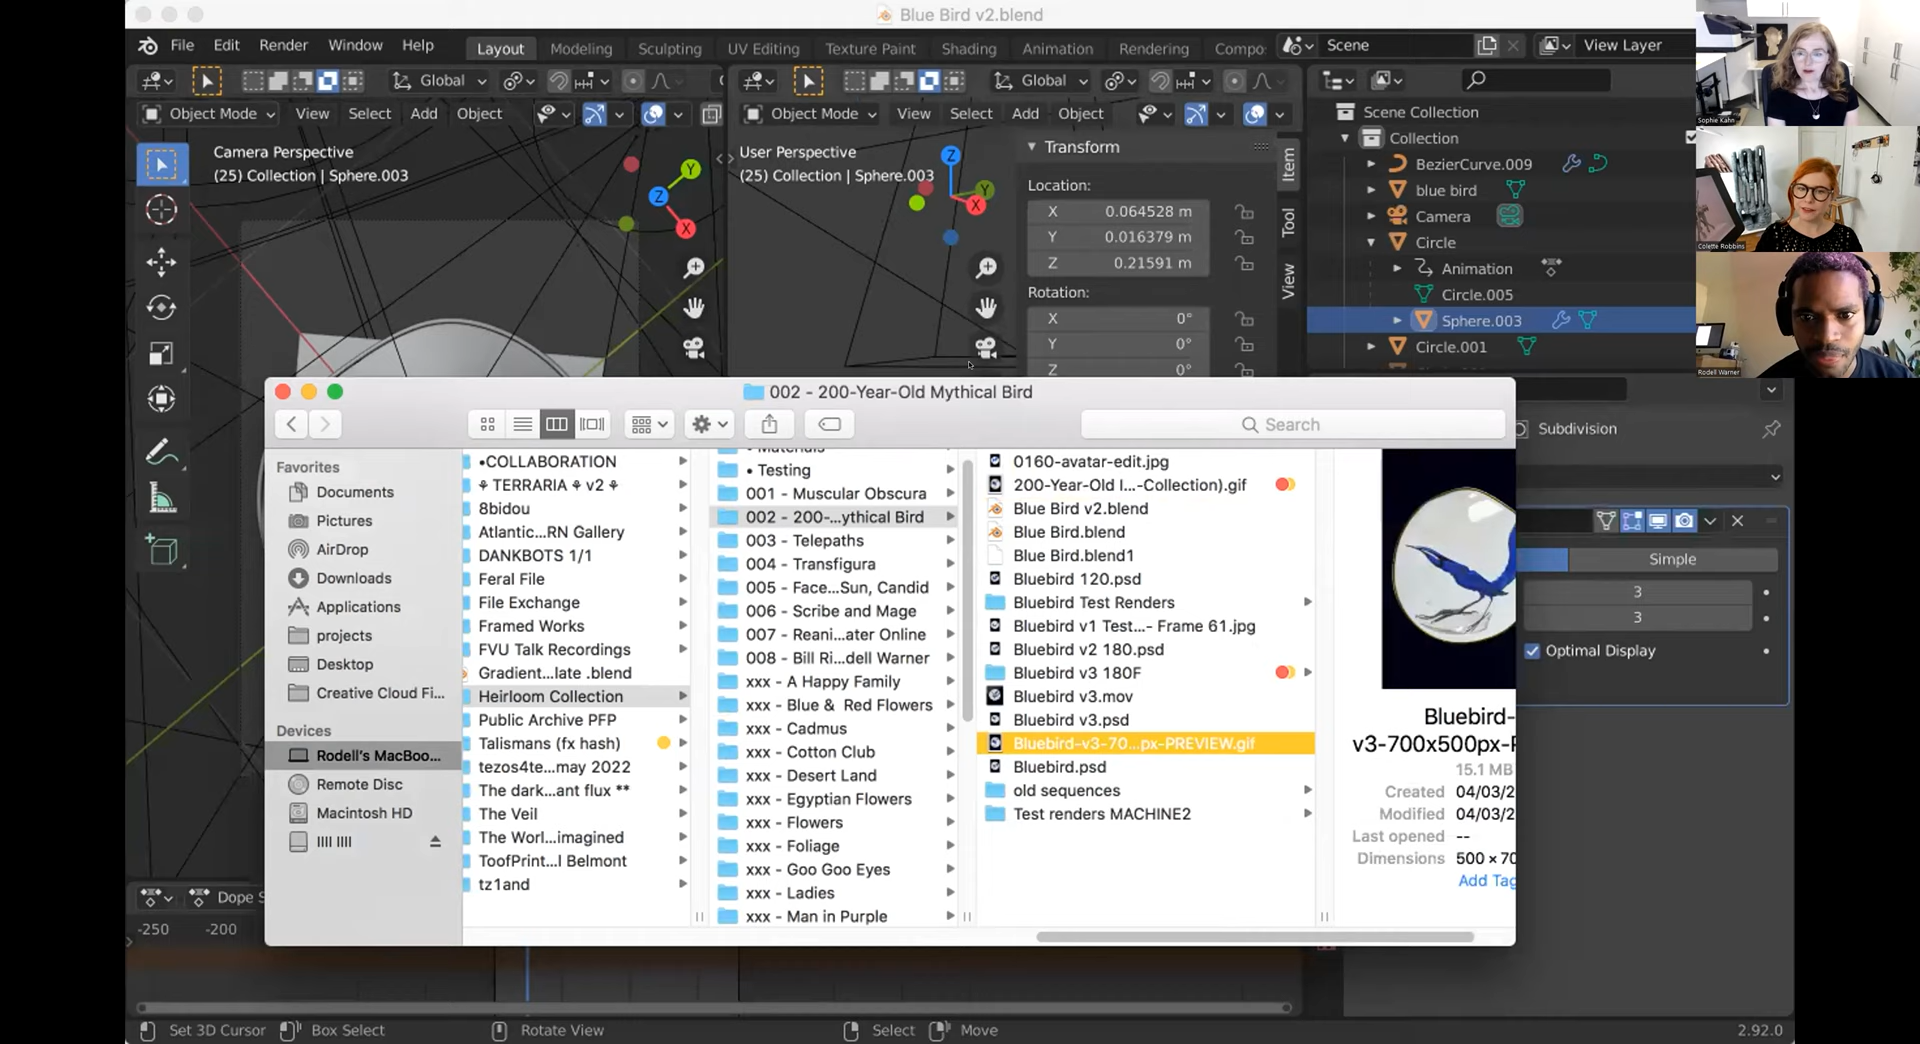 Blue Bird v2.blend
File Edit Render Window Help Layout Modeling Sculpting UV Editing Texture Paint Shading Animation Rendering Compo Scene View Layer
Global Global
Object Mode View Select Add Object Object Mode View Select Add Object
Scene Collection
Collection
BezierCurve.009
blue bird
Camera
Circle
Animation
Circle.005
Sphere.003
Circle.001
Camera Perspective
(25) Collection | Sphere.003
Z Y X
User Perspective
(25) Collection | Sphere.003
Z Y X
Transform
Location:
X 0.064528 m
Y 0.016379 m
Z 0.21591 m
Rotation:
X 0°
Y 0°
Z 0°
Item
Tool
View
Sophie Kahn
Colette Robbins
Rodell Warner
002 - 200-Year-Old Mythical Bird
Search
Favorites
Documents
Pictures
AirDrop
Downloads
Applications
projects
Desktop
Creative Cloud Fi...
Devices
Rodell's MacBoo...
Remote Disc
Macintosh HD
•COLLABORATION
⚘ TERRARIA ⚘ v2 ⚘
8bidou
Atlantic...RN Gallery
DANKBOTS 1/1
Feral File
File Exchange
Framed Works
FVU Talk Recordings
Gradient...late .blend
Heirloom Collection
Public Archive PFP
Talismans (fx hash)
tezos4te...may 2022
The dark...ant flux **
The Veil
The Worl...imagined
ToofPrint...l Belmont
tz1and
• Materials
• Testing
001 - Muscular Obscura
002 - 200-...ythical Bird
003 - Telepaths
004 - Transfigura
005 - Face...Sun, Candid
006 - Scribe and Mage
007 - Reani...ater Online
008 - Bill Ri...dell Warner
xxx - A Happy Family
xxx - Blue & Red Flowers
xxx - Cadmus
xxx - Cotton Club
xxx - Desert Land
xxx - Egyptian Flowers
xxx - Flowers
xxx - Foliage
xxx - Goo Goo Eyes
xxx - Ladies
xxx - Man in Purple
0160-avatar-edit.jpg
200-Year-Old I...-Collection).gif
Blue Bird v2.blend
Blue Bird.blend
Blue Bird.blend1
Bluebird 120.psd
Bluebird Test Renders
Bluebird v1 Test...- Frame 61.jpg
Bluebird v2 180.psd
Bluebird v3 180F
Bluebird v3.mov
Bluebird v3.psd
Bluebird-v3-70...px-PREVIEW.gif
Bluebird.psd
old sequences
Test renders MACHINE2
Bluebird-
v3-700x500px-P
15.1 MB
Created 04/03/2
Modified 04/03/2
Last opened --
Dimensions 500 × 70
Add Tag
Subdivision
Simple
3
3
Optimal Display
Dope S
-250 -200
Set 3D Cursor Box Select Rotate View Select Move 2.92.0